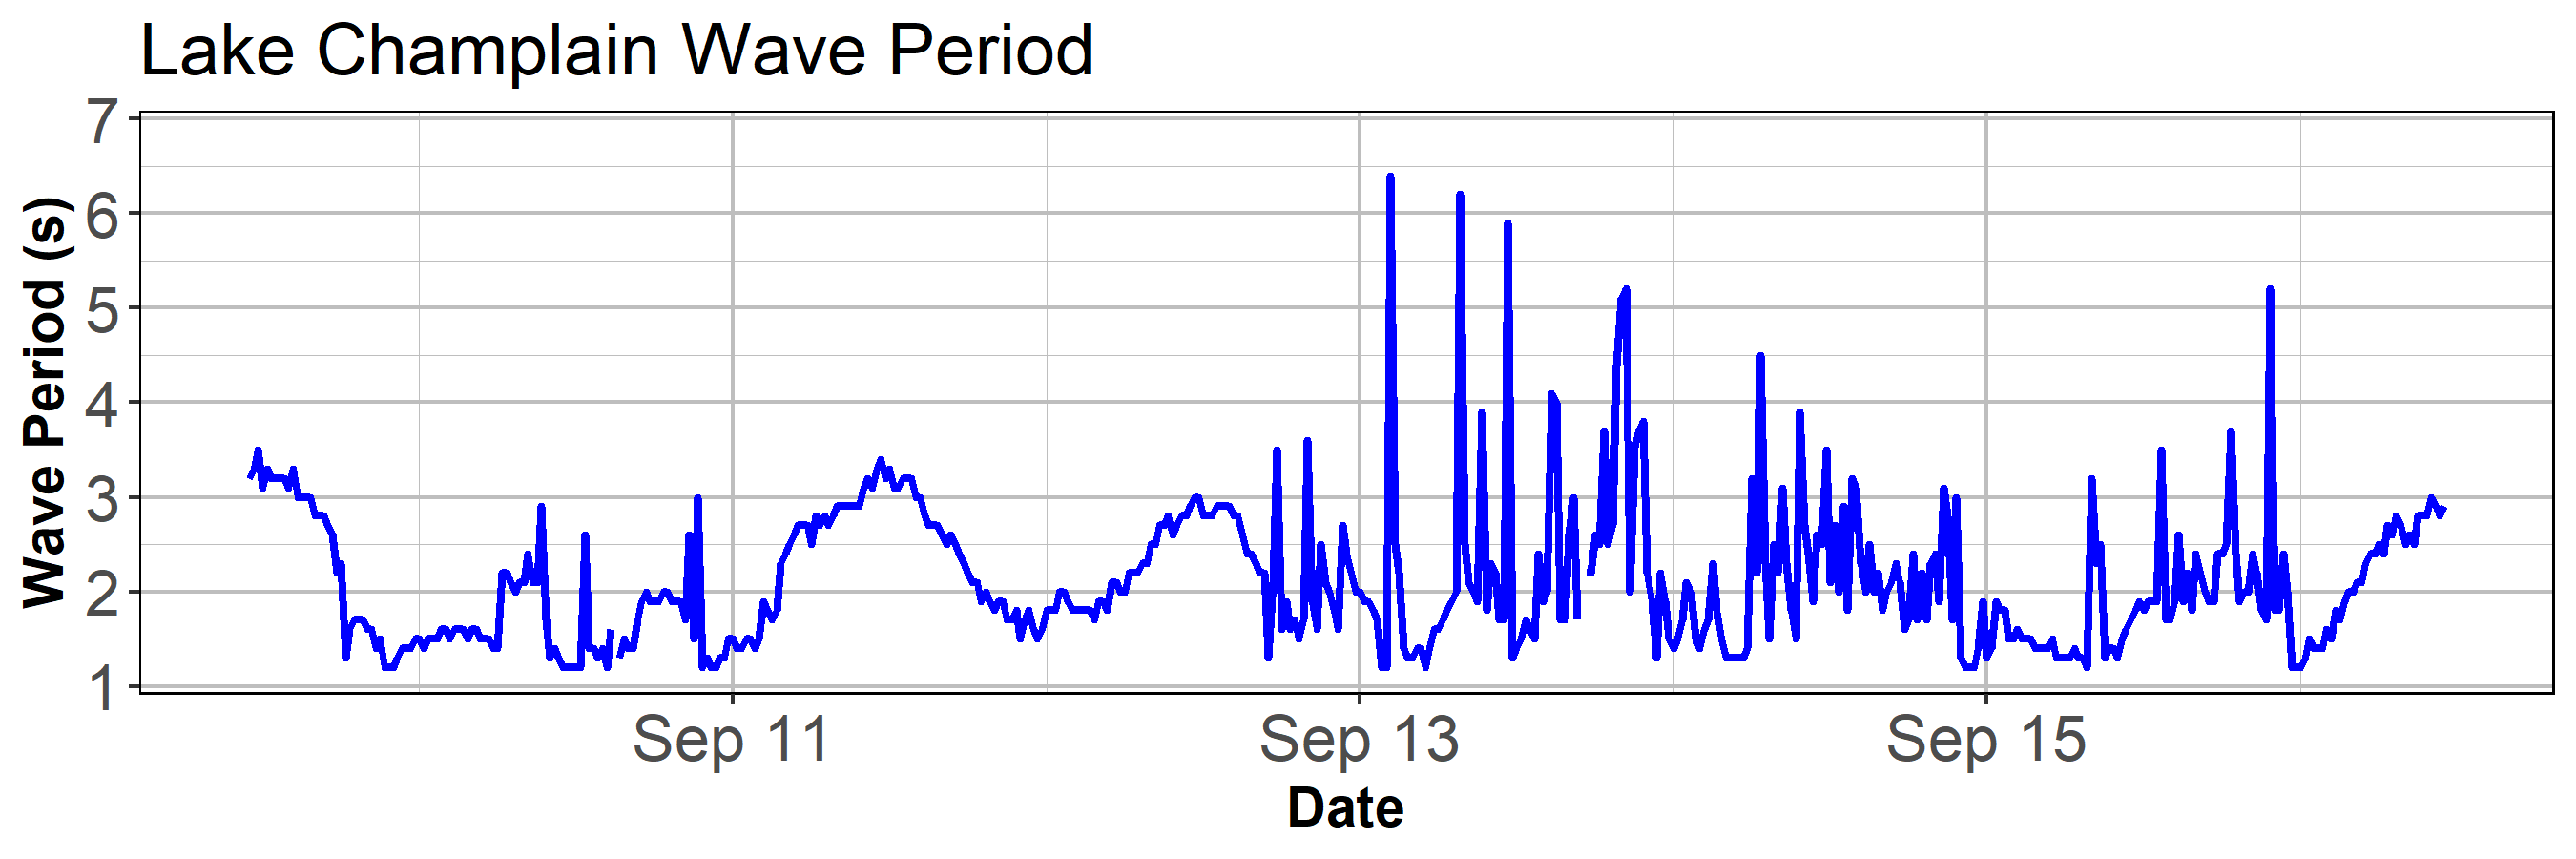 Lake Champlain Wave Period
Wave Period (s)
7
6
5
4
3
2
1
Sep 11
Sep 13
Sep 15
Date